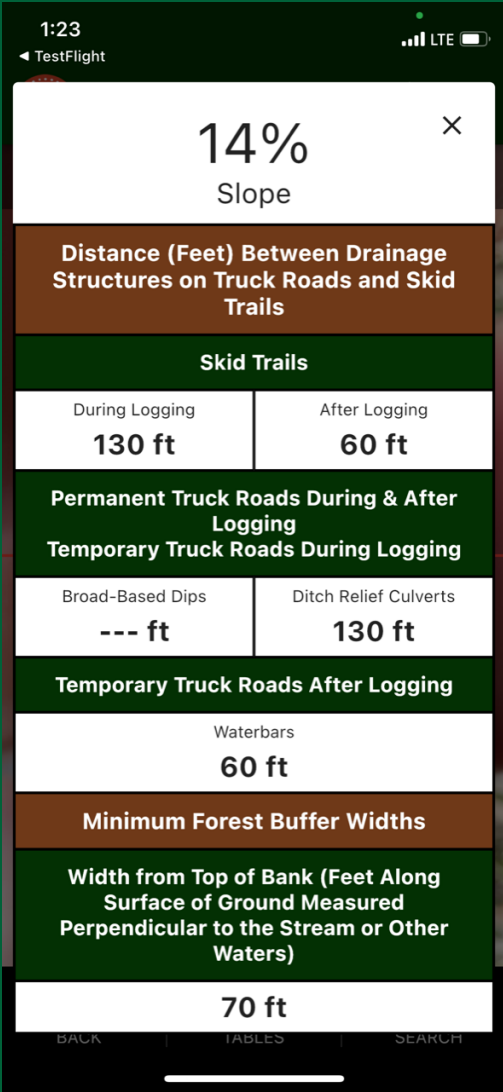 1:23
LTE
◄ TestFlight
14%
Slope
Distance (Feet) Between Drainage
Structures on Truck Roads and Skid
Trails
Skid Trails
During Logging
After Logging
130 ft
60 ft
Permanent Truck Roads During & After
Logging
Temporary Truck Roads During Logging
Broad-Based Dips
Ditch Relief Culverts
--- ft
130 ft
Temporary Truck Roads After Logging
Waterbars
60 ft
Minimum Forest Buffer Widths
Width from Top of Bank (Feet Along
Surface of Ground Measured
Perpendicular to the Stream or Other
Waters)
70 ft
BACK
TABLES
SEARCH